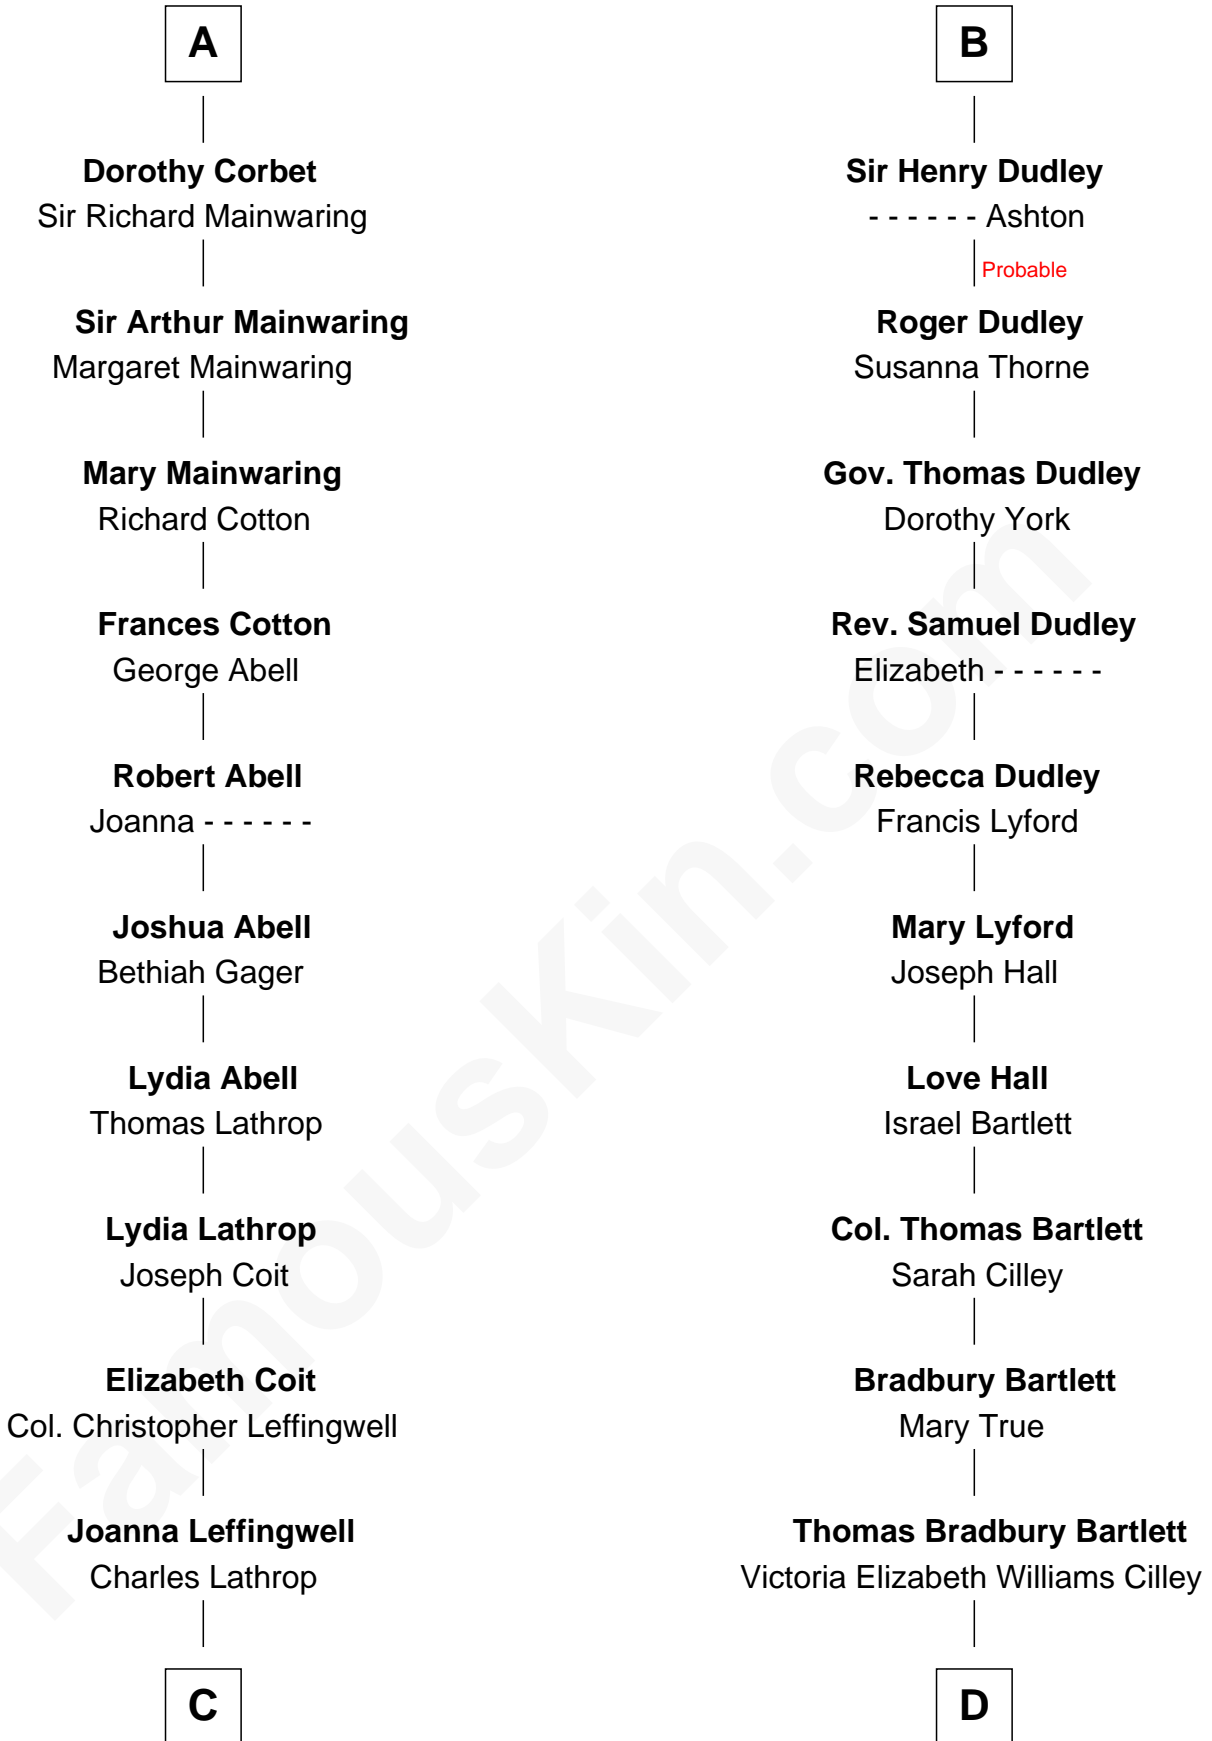 A
Dorothy Corbet
Sir Richard Mainwaring
Sir Arthur Mainwaring
Margaret Mainwaring
Mary Mainwaring
Richard Cotton
Frances Cotton
George Abell
Robert Abell
Joanna - - - - - -
Joshua Abell
Bethiah Gager
Lydia Abell
Thomas Lathrop
Lydia Lathrop
Joseph Coit
Elizabeth Coit
Col. Christopher Leffingwell
Joanna Leffingwell
Charles Lathrop
C
B
Sir Henry Dudley
- - - - - - Ashton
Probable
Roger Dudley
Susanna Thorne
Gov. Thomas Dudley
Dorothy York
Rev. Samuel Dudley
Elizabeth - - - - - -
Rebecca Dudley
Francis Lyford
Mary Lyford
Joseph Hall
Love Hall
Israel Bartlett
Col. Thomas Bartlett
Sarah Cilley
Bradbury Bartlett
Mary True
Thomas Bradbury Bartlett
Victoria Elizabeth Williams Cilley
D
FamousKin.com